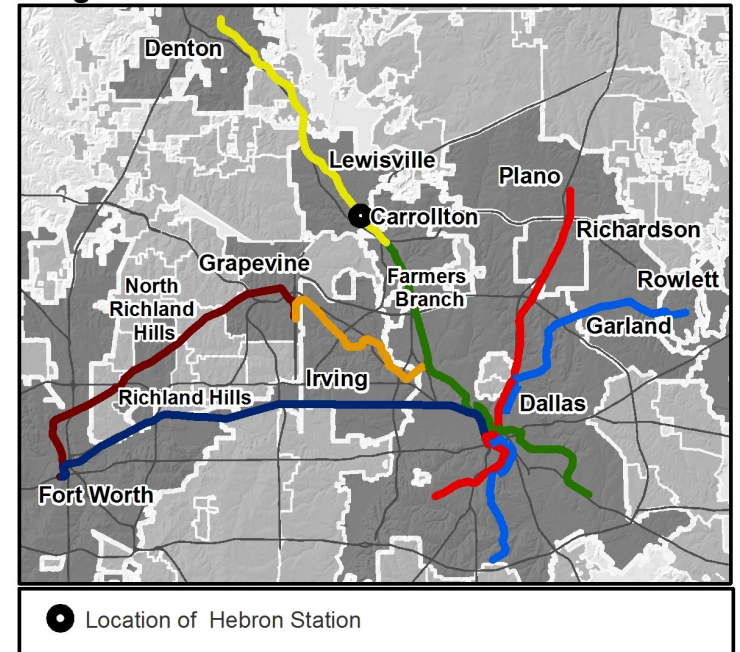 Denton
Lewisville
Plano
Carrollton
Richardson
Grapevine
Farmers
Branch
Rowlett
North
Richland
Hills
Garland
Irving
Richland Hills
Dallas
Fort Worth
Location of Hebron Station